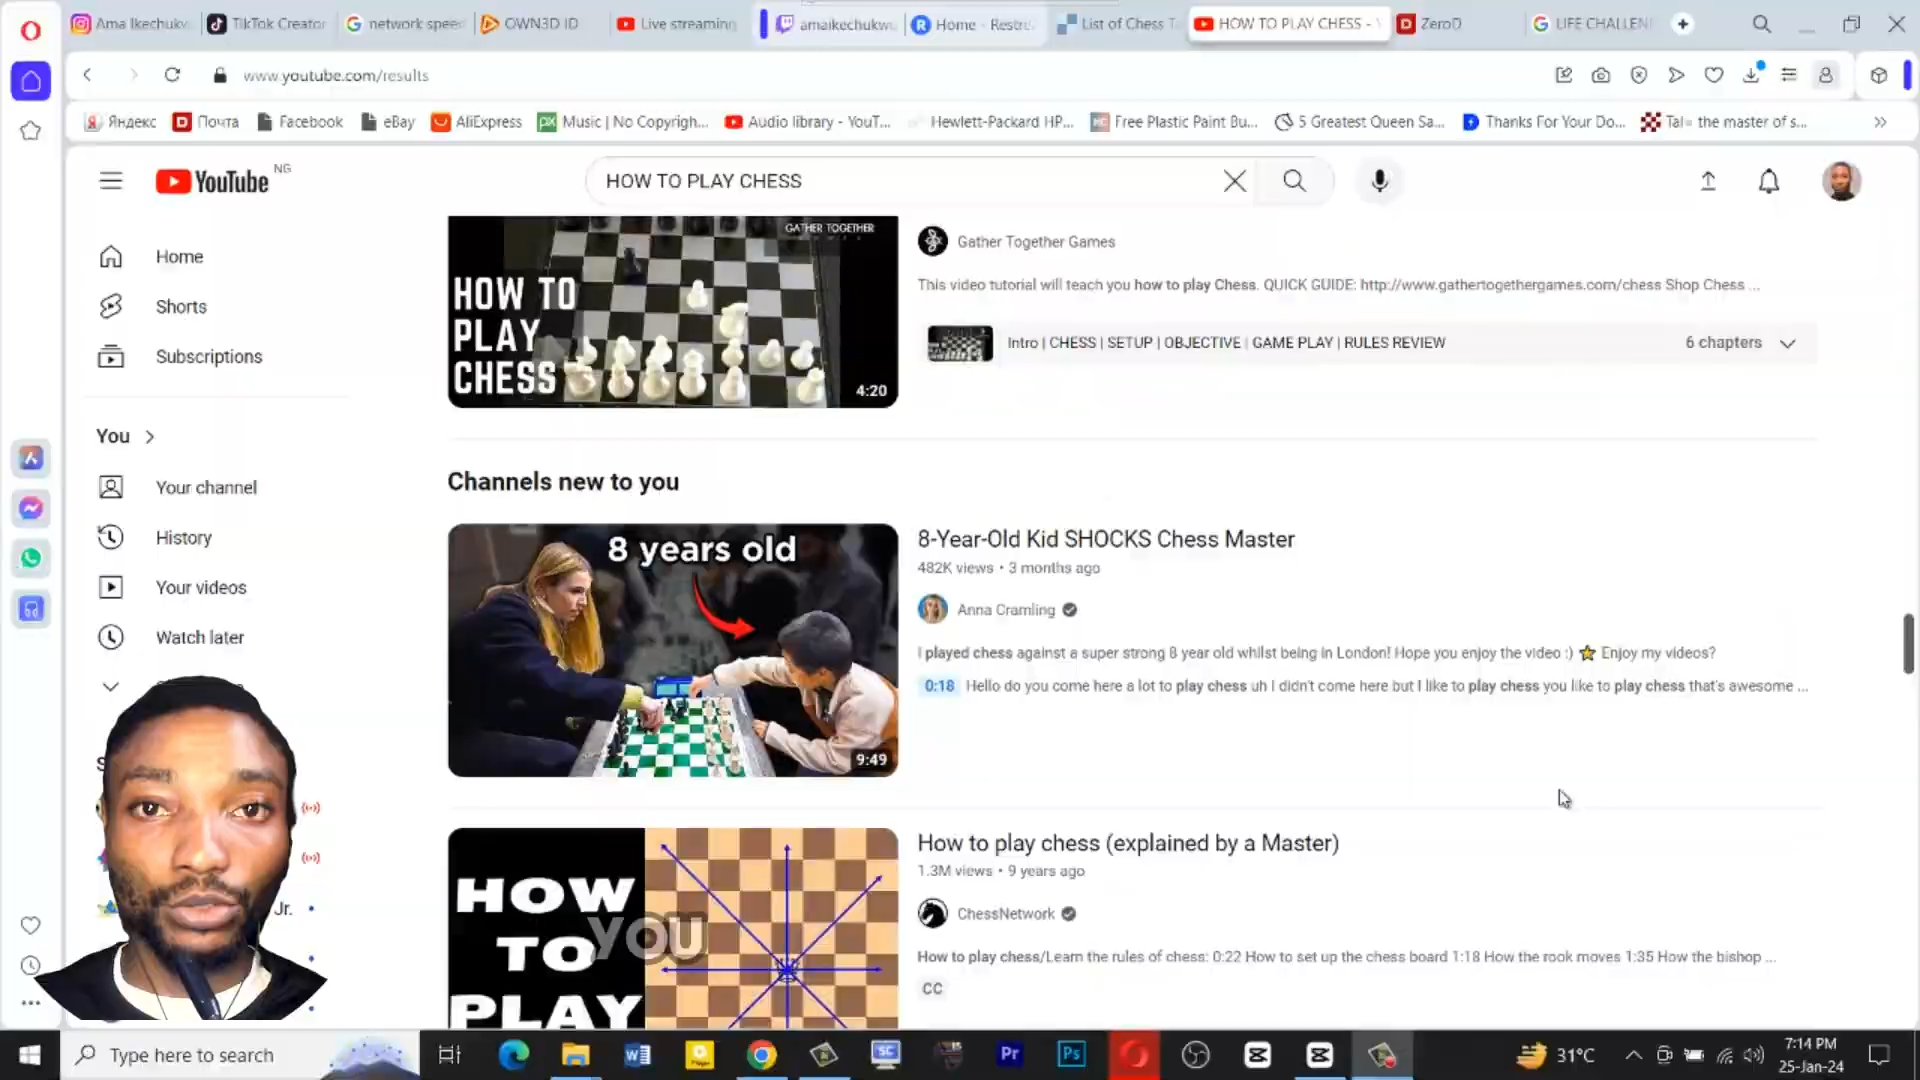 Ama Ikechukw
TikTok Creator
network speed
OWN3D ID
Live streaming
amaikechukwu
Home - Restre
List of Chess Ta
HOW TO PLAY CHESS -
ZeroD
LIFE CHALLEN
www.youtube.com/results
Яндекс
Почта
Facebook
eBay
AliExpress
Music | No Copyrigh...
Audio library - YouT...
Hewlett-Packard HP...
Free Plastic Paint Bu...
5 Greatest Queen Sa...
Thanks For Your Do...
Tal= the master of s...
YouTube NG
HOW TO PLAY CHESS
Home
Shorts
Subscriptions
You
Your channel
History
Your videos
Watch later
Jr.
GATHER TOGETHER
HOW TO
PLAY
CHESS
4:20
Gather Together Games
This video tutorial will teach you how to play Chess. QUICK GUIDE: http://www.gathertogethergames.com/chess Shop Chess ...
Intro | CHESS | SETUP | OBJECTIVE | GAME PLAY | RULES REVIEW
6 chapters
Channels new to you
8 years old
9:49
8-Year-Old Kid SHOCKS Chess Master
482K views • 3 months ago
Anna Cramling
I played chess against a super strong 8 year old whilst being in London! Hope you enjoy the video :) ⭐ Enjoy my videos?
0:18 Hello do you come here a lot to play chess uh I didn't come here but I like to play chess you like to play chess that's awesome ...
HOW
TO
PLAY
YOU
How to play chess (explained by a Master)
1.3M views • 9 years ago
ChessNetwork
How to play chess/Learn the rules of chess: 0:22 How to set up the chess board 1:18 How the rook moves 1:35 How the bishop ...
CC
Type here to search
31°C
7:14 PM
25-Jan-24